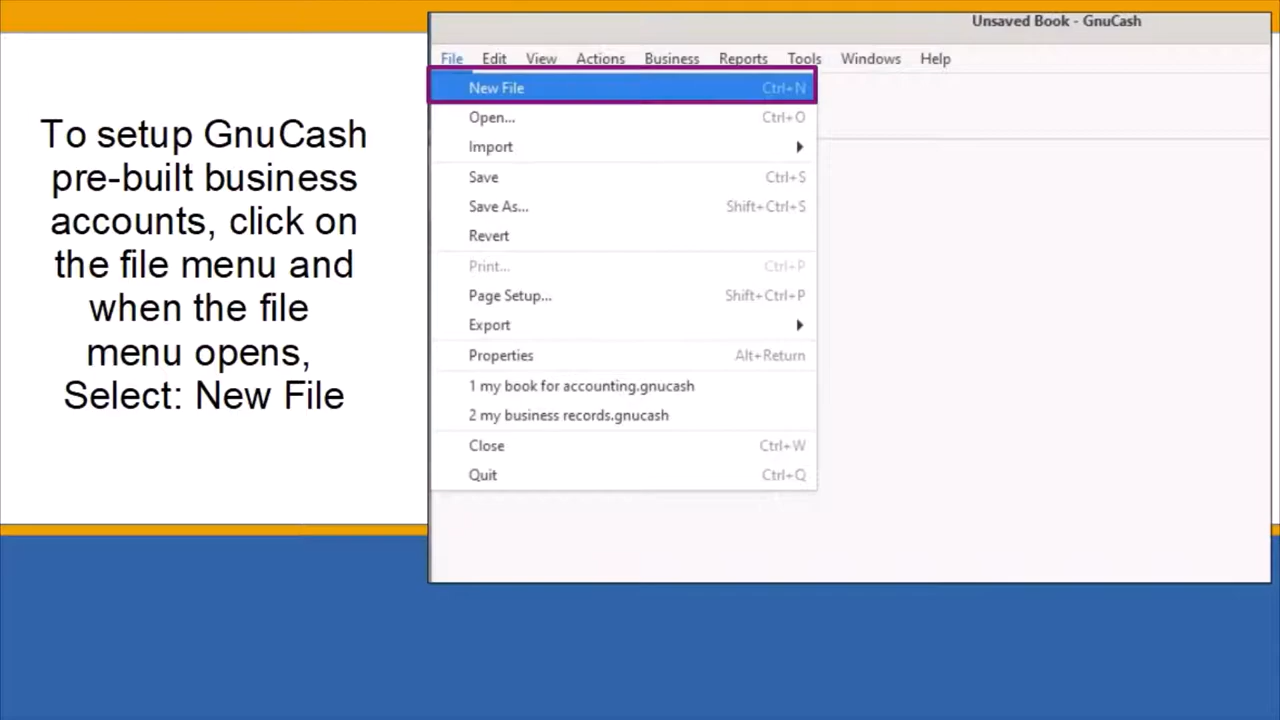 Unsaved Book - GnuCash
File Edit View Actions Business Reports Tools Windows Help
To setup GnuCash
pre-built business
accounts, click on
the file menu and
when the file
menu opens,
Select: New File
New File Ctrl+N
Open... Ctrl+O
Import
Save Ctrl+S
Save As... Shift+Ctrl+S
Revert
Print... Ctrl+P
Page Setup... Shift+Ctrl+P
Export
Properties Alt+Return
1 my book for accounting.gnucash
2 my business records.gnucash
Close Ctrl+W
Quit Ctrl+Q